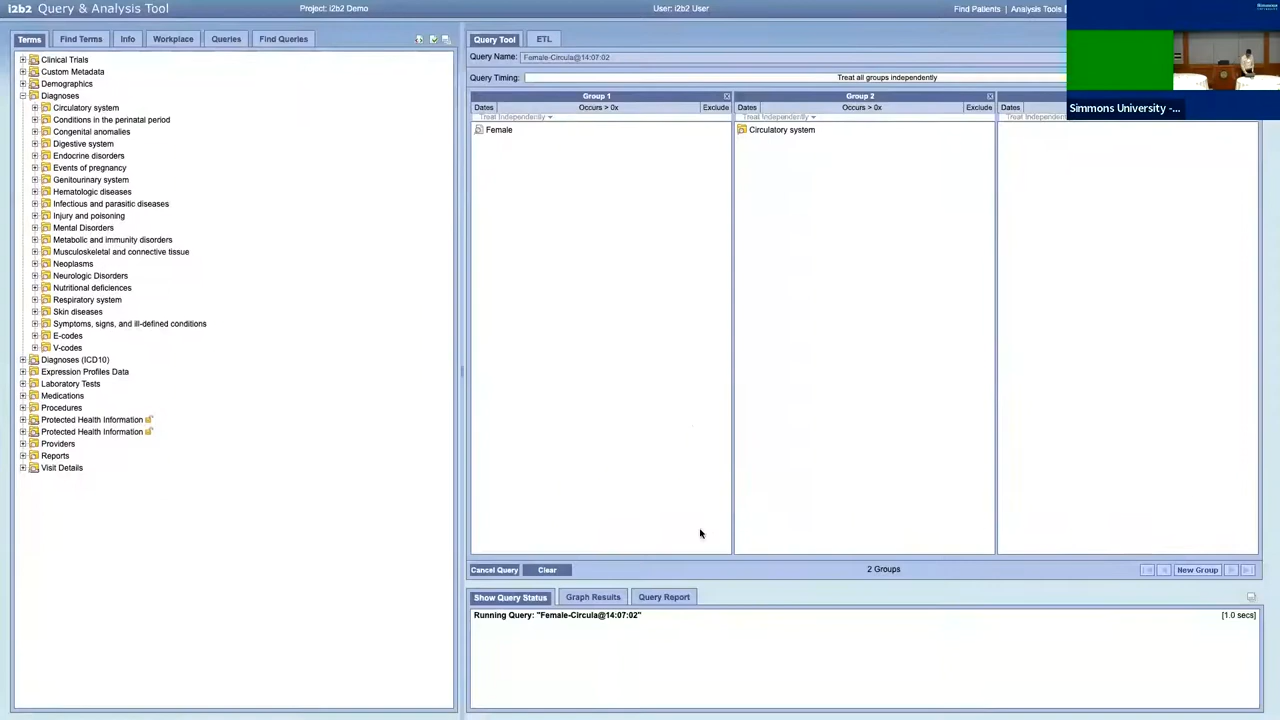 i2b2 Query & Analysis Tool
Project: i2b2 Demo
User: i2b2 User
Find Patients | Analysis Tools
Terms
Find Terms
Info
Workplace
Queries
Find Queries
Clinical Trials
Custom Metadata
Demographics
Diagnoses
Circulatory system
Conditions in the perinatal period
Congenital anomalies
Digestive system
Endocrine disorders
Events of pregnancy
Genitourinary system
Hematologic diseases
Infectious and parasitic diseases
Injury and poisoning
Mental Disorders
Metabolic and immunity disorders
Musculoskeletal and connective tissue
Neoplasms
Neurologic Disorders
Nutritional deficiences
Respiratory system
Skin diseases
Symptoms, signs, and ill-defined conditions
E-codes
V-codes
Diagnoses (ICD10)
Expression Profiles Data
Laboratory Tests
Medications
Procedures
Protected Health Information
Protected Health Information
Providers
Reports
Visit Details
Query Tool
ETL
Query Name: Female-Circula@14:07:02
Query Timing: Treat all groups independently
Group 1
Dates Occurs > 0x Exclude
Treat Independently
Female
Group 2
Dates Occurs > 0x Exclude
Treat Independently
Circulatory system
Dates
Treat Independently
Simmons University -...
Cancel Query
Clear
2 Groups
New Group
Show Query Status
Graph Results
Query Report
Running Query: "Female-Circula@14:07:02"
[1.0 secs]